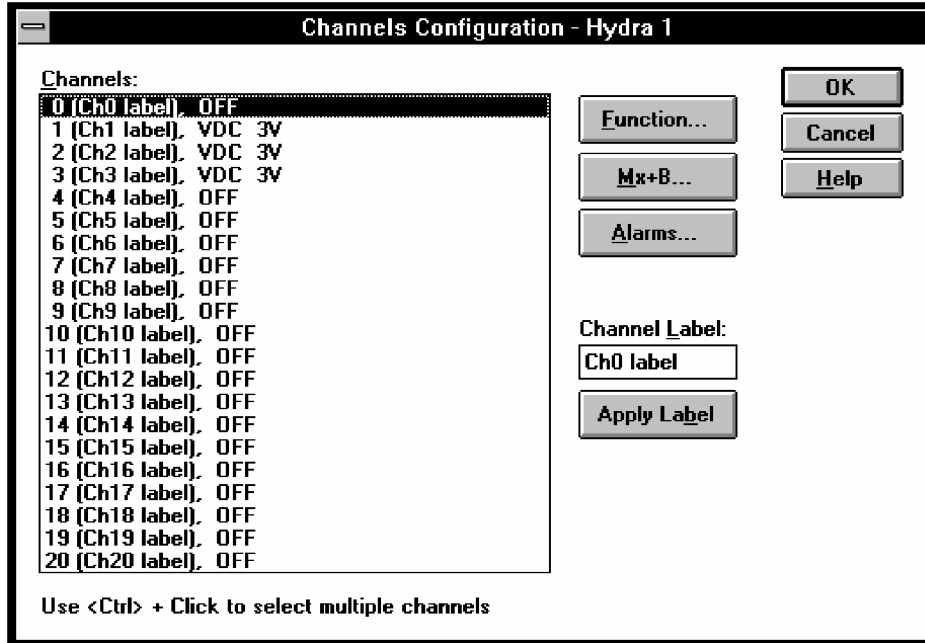 Channels Configuration - Hydra 1
Channels:
0 (Ch0 label), OFF
1 (Ch1 label), VDC 3V
2 (Ch2 label), VDC 3V
3 (Ch3 label), VDC 3V
4 (Ch4 label), OFF
5 (Ch5 label), OFF
6 (Ch6 label), OFF
7 (Ch7 label), OFF
8 (Ch8 label), OFF
9 (Ch9 label), OFF
10 (Ch10 label), OFF
11 (Ch11 label), OFF
12 (Ch12 label), OFF
13 (Ch13 label), OFF
14 (Ch14 label), OFF
15 (Ch15 label), OFF
16 (Ch16 label), OFF
17 (Ch17 label), OFF
18 (Ch18 label), OFF
19 (Ch19 label), OFF
20 (Ch20 label), OFF
Use <Ctrl> + Click to select multiple channels
Function...
Mx+B...
Alarms...
Channel Label:
Ch0 label
Apply Label
OK
Cancel
Help